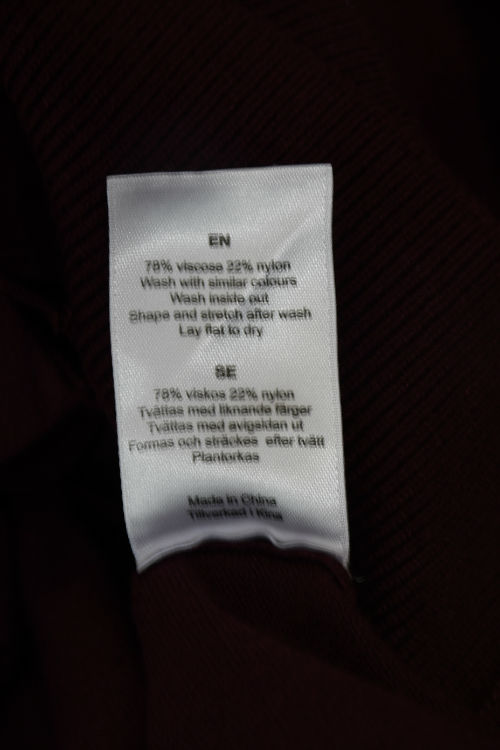 EN
78% viscose 22% nylon
Wash with similar colours
Wash inside out
Shape and stretch after wash
Lay flat to dry
SE
78% viskos 22% nylon
Tvättas med liknande färger
Tvättas med avigsidan ut
Formas och sträckes efter tvätt
Plantorkas
Made in China
Tillverkad i Kina